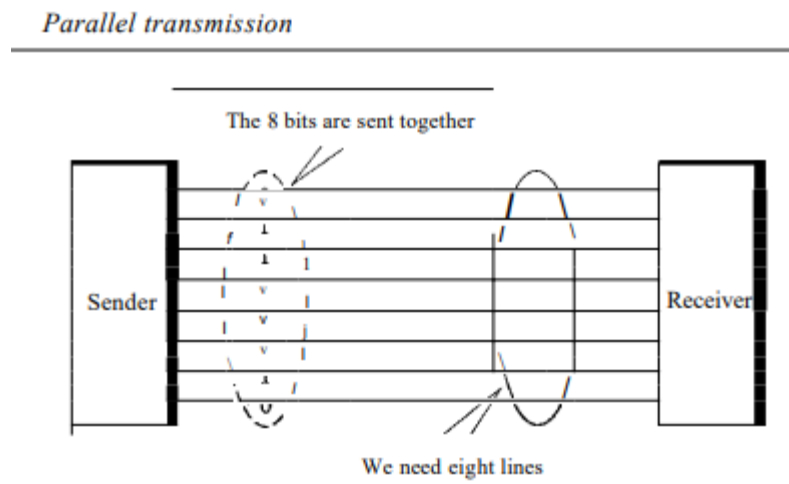 Parallel transmission
The 8 bits are sent together
Sender
Receiver
We need eight lines